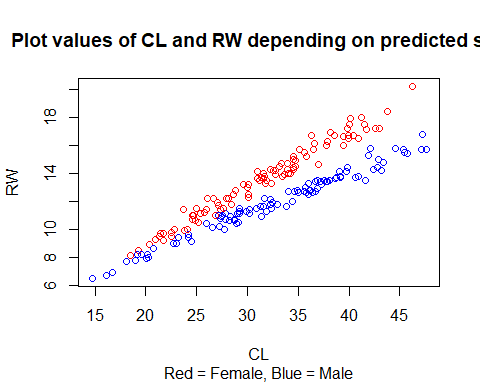 Plot values of CL and RW depending on predicted s
RW
18
14
10
8
6
15 20 25 30 35 40 45
CL
Red = Female, Blue = Male